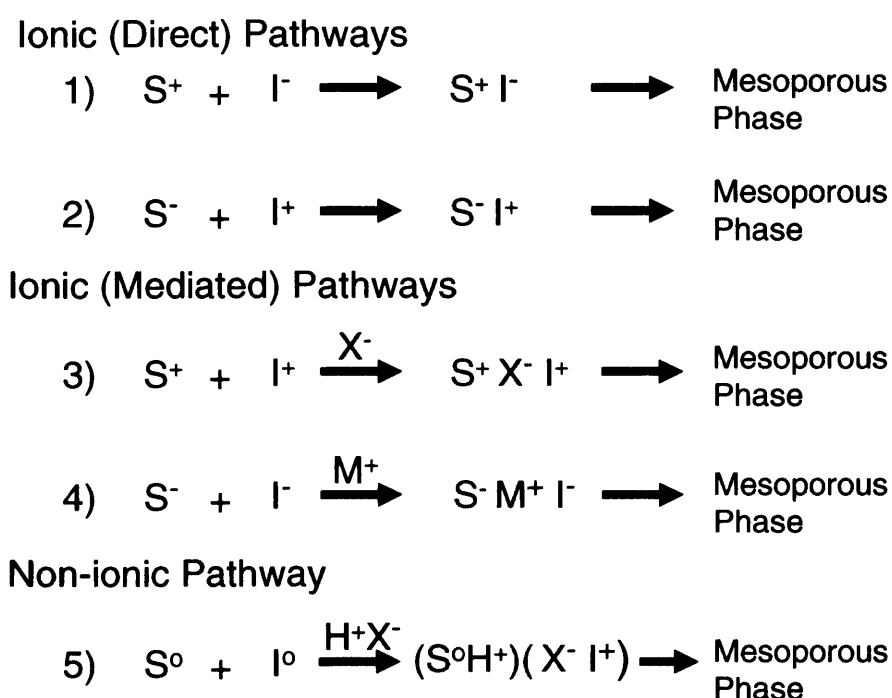 Ionic (Direct) Pathways
1) S⁺ + I⁻ → S⁺ I⁻ → Mesoporous
Phase
2) S⁻ + I⁺ → S⁻ I⁺ → Mesoporous
Phase
Ionic (Mediated) Pathways
X⁻
3) S⁺ + I⁺ → S⁺ X⁻ I⁺ → Mesoporous
Phase
M⁺
4) S⁻ + I⁻ → S⁻ M⁺ I⁻ → Mesoporous
Phase
Non-ionic Pathway
H⁺X⁻
5) S⁰ + I⁰ → (S⁰H⁺)( X⁻ I⁺) → Mesoporous
Phase